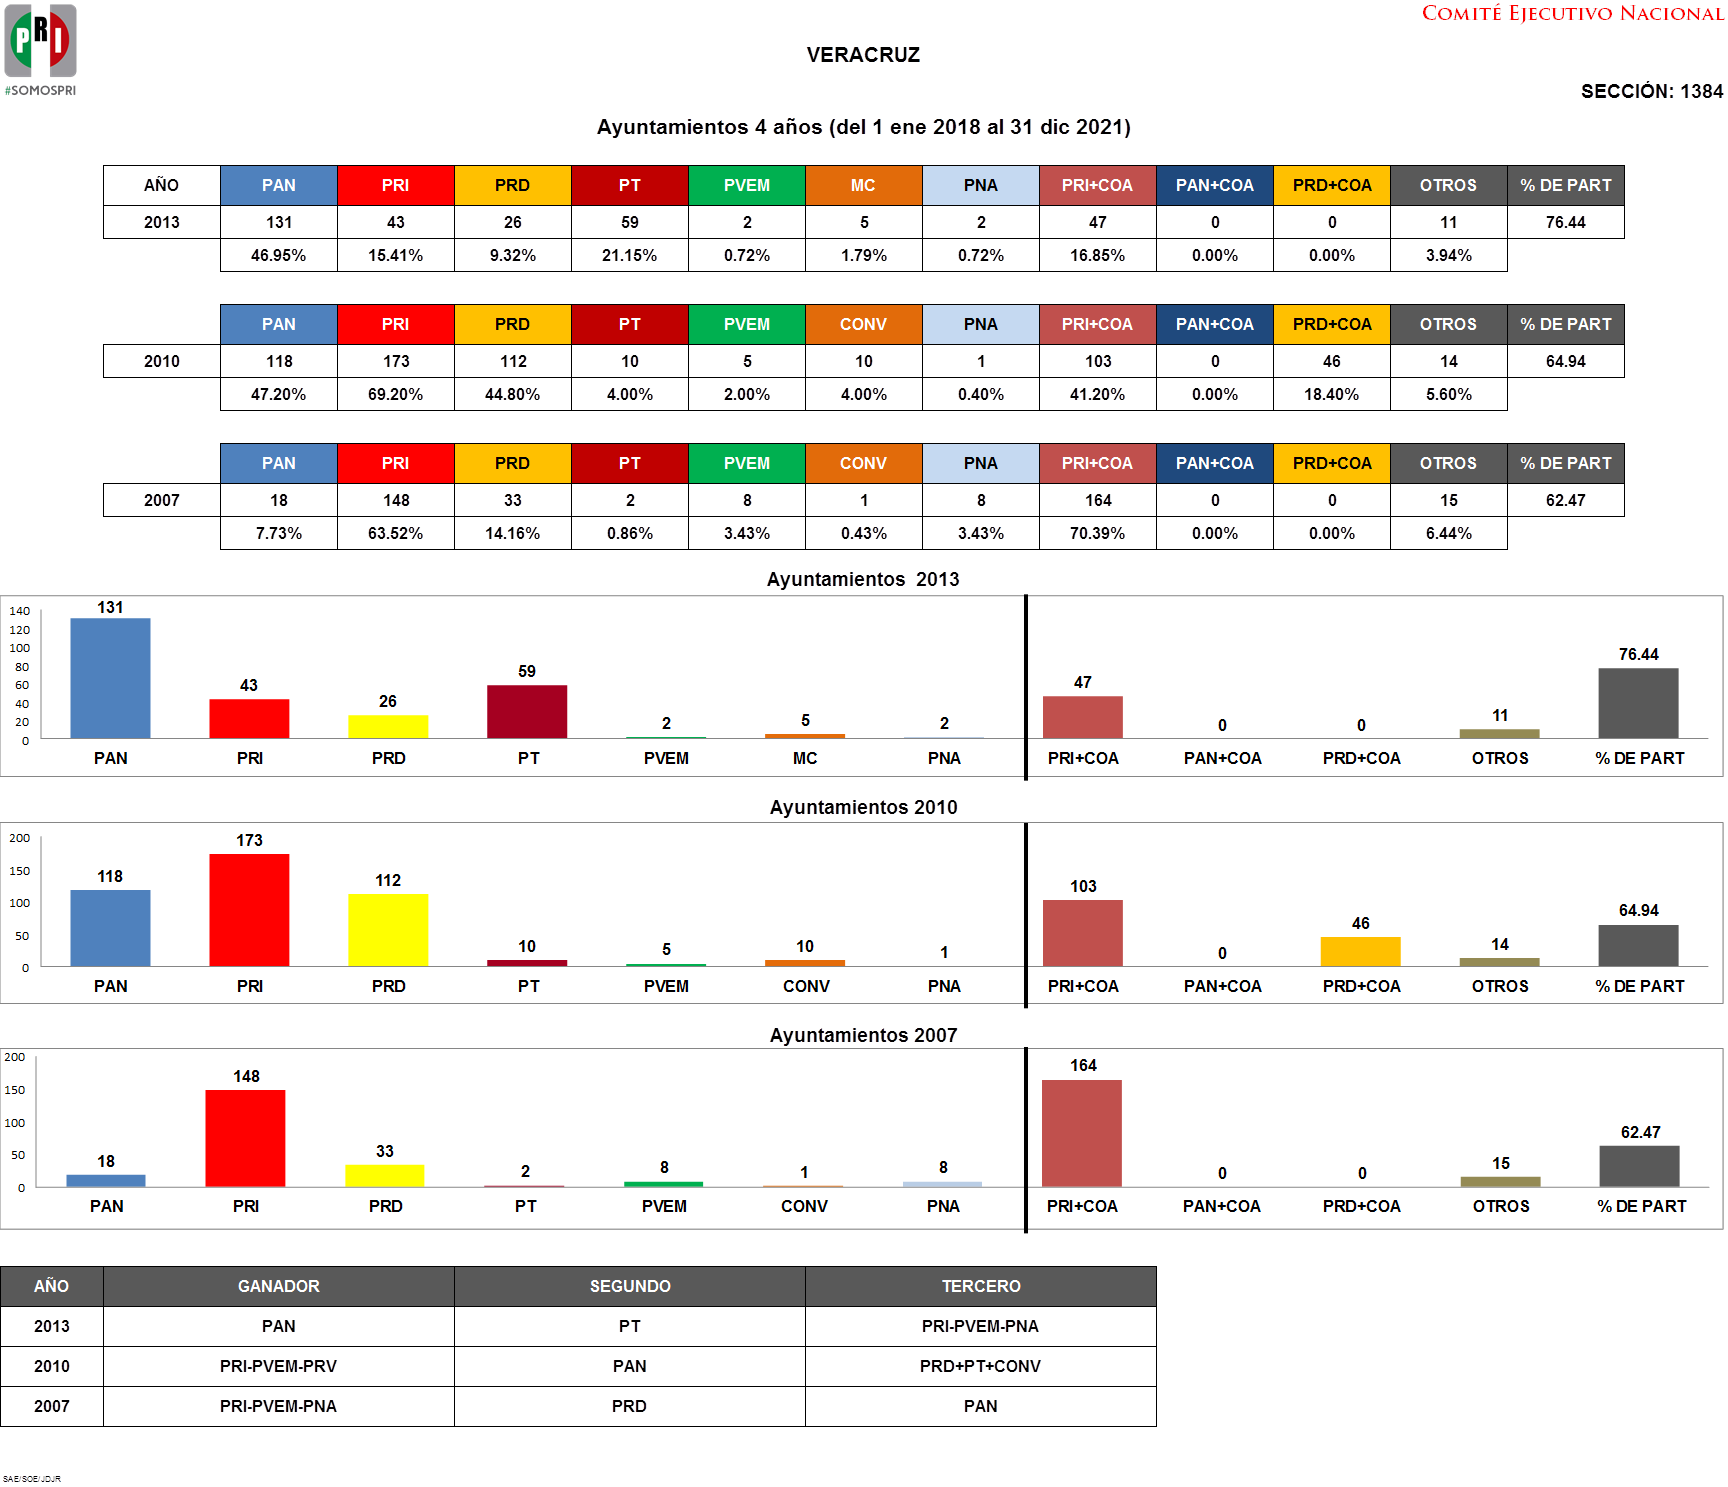 PRI
#SOMOSPRI
COMITÉ EJECUTIVO NACIONAL
VERACRUZ
SECCIÓN: 1384
Ayuntamientos 4 años (del 1 ene 2018 al 31 dic 2021)
AÑO PAN PRI PRD PT PVEM MC PNA PRI+COA PAN+COA PRD+COA OTROS % DE PART
2013 131 43 26 59 2 5 2 47 0 0 11 76.44
46.95% 15.41% 9.32% 21.15% 0.72% 1.79% 0.72% 16.85% 0.00% 0.00% 3.94%
PAN PRI PRD PT PVEM CONV PNA PRI+COA PAN+COA PRD+COA OTROS % DE PART
2010 118 173 112 10 5 10 1 103 0 46 14 64.94
47.20% 69.20% 44.80% 4.00% 2.00% 4.00% 0.40% 41.20% 0.00% 18.40% 5.60%
PAN PRI PRD PT PVEM CONV PNA PRI+COA PAN+COA PRD+COA OTROS % DE PART
2007 18 148 33 2 8 1 8 164 0 0 15 62.47
7.73% 63.52% 14.16% 0.86% 3.43% 0.43% 3.43% 70.39% 0.00% 0.00% 6.44%
Ayuntamientos 2013
140
120
100
80
60
40
20
0
131 43 26 59 2 5 2 47 0 0 11 76.44
PAN PRI PRD PT PVEM MC PNA PRI+COA PAN+COA PRD+COA OTROS % DE PART
Ayuntamientos 2010
200
150
100
50
0
118 173 112 10 5 10 1 103 0 46 14 64.94
PAN PRI PRD PT PVEM CONV PNA PRI+COA PAN+COA PRD+COA OTROS % DE PART
Ayuntamientos 2007
200
150
100
50
0
18 148 33 2 8 1 8 164 0 0 15 62.47
PAN PRI PRD PT PVEM CONV PNA PRI+COA PAN+COA PRD+COA OTROS % DE PART
AÑO GANADOR SEGUNDO TERCERO
2013 PAN PT PRI-PVEM-PNA
2010 PRI-PVEM-PRV PAN PRD+PT+CONV
2007 PRI-PVEM-PNA PRD PAN
SAE/SOE/JDJR